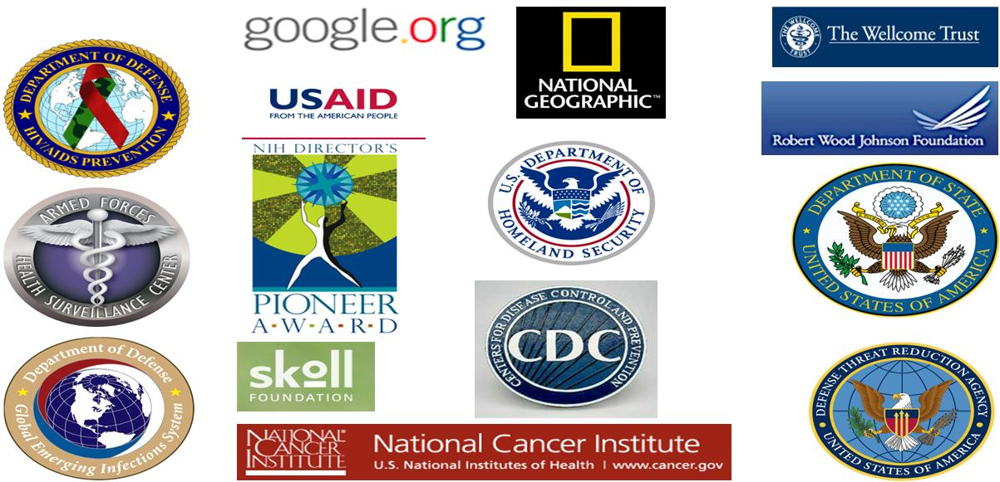 DEPARTMENT OF DEFENSE
HIV/AIDS PREVENTION
ARMED FORCES
HEALTH SURVEILLANCE CENTER
Department of Defense
Global Emerging Infections System
google.org
USAID
FROM THE AMERICAN PEOPLE
NIH DIRECTOR'S
PIONEER
A•W•A•R•D
skoll
FOUNDATION
NATIONAL
CANCER
INSTITUTE
National Cancer Institute
U.S. National Institutes of Health | www.cancer.gov
NATIONAL
GEOGRAPHIC™
U.S. DEPARTMENT OF
HOMELAND SECURITY
CENTERS FOR DISEASE CONTROL AND PREVENTION
CDC
THE WELLCOME
TRUST
The Wellcome Trust
Robert Wood Johnson Foundation
DEPARTMENT OF STATE
UNITED STATES OF AMERICA
DEFENSE THREAT REDUCTION AGENCY
UNITED STATES OF AMERICA